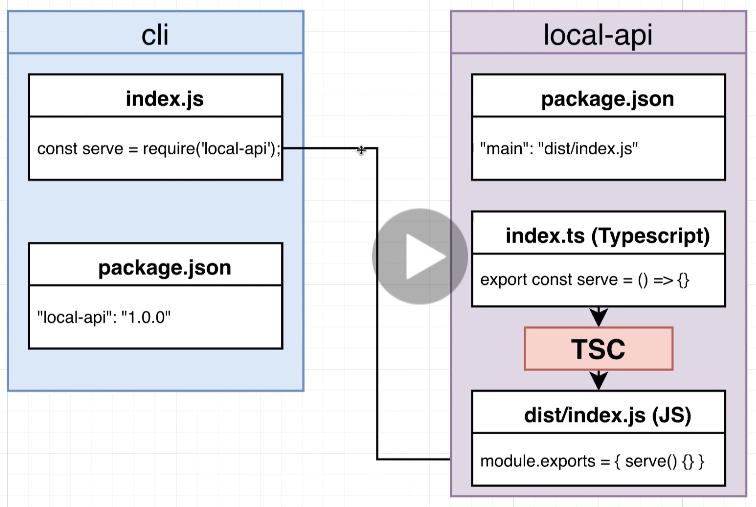 cli
index.js
const serve = require('local-api');
package.json
"local-api": "1.0.0"
local-api
package.json
"main": "dist/index.js"
index.ts (Typescript)
export const serve = () => {}
TSC
dist/index.js (JS)
module.exports = { serve() {} }